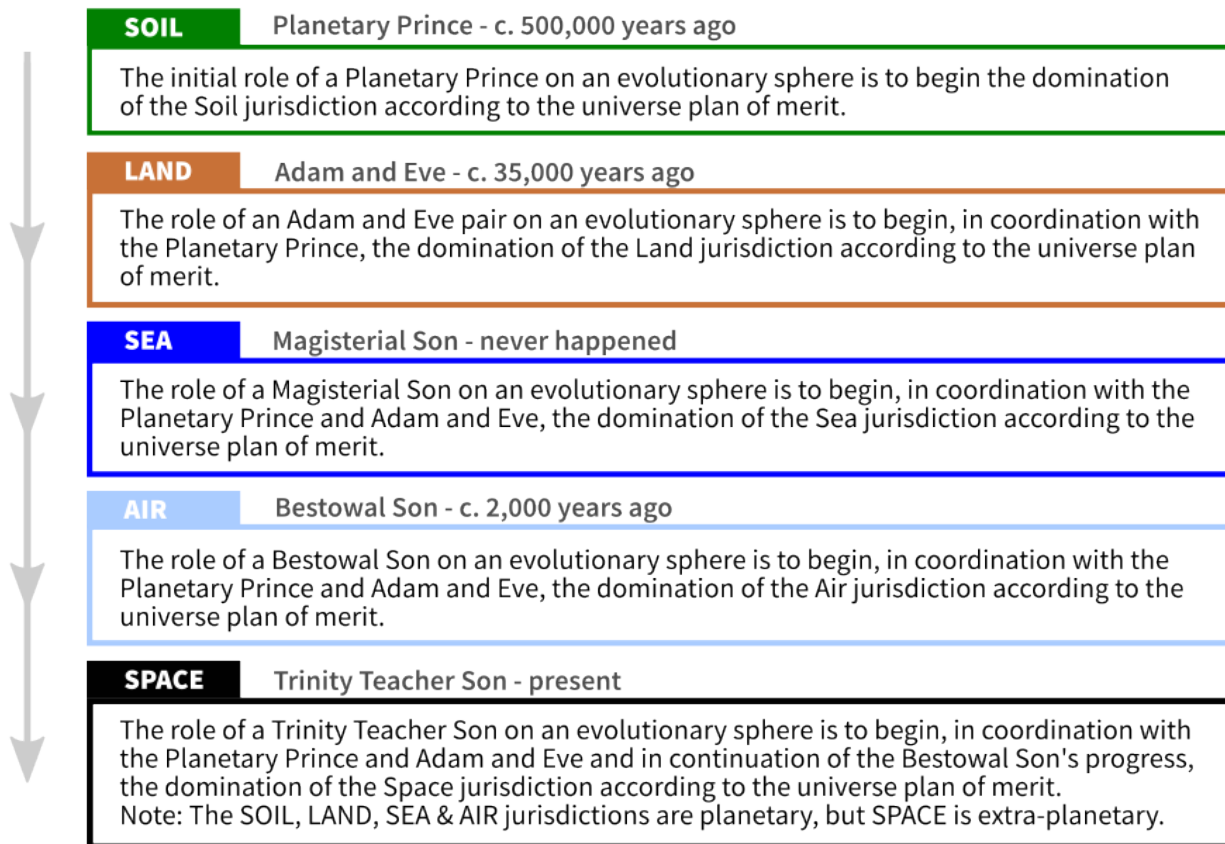 SOIL Planetary Prince - c. 500,000 years ago
The initial role of a Planetary Prince on an evolutionary sphere is to begin the domination
of the Soil jurisdiction according to the universe plan of merit.
LAND Adam and Eve - c. 35,000 years ago
The role of an Adam and Eve pair on an evolutionary sphere is to begin, in coordination with
the Planetary Prince, the domination of the Land jurisdiction according to the universe plan
of merit.
SEA Magisterial Son - never happened
The role of a Magisterial Son on an evolutionary sphere is to begin, in coordination with the
Planetary Prince and Adam and Eve, the domination of the Sea jurisdiction according to the
universe plan of merit.
AIR Bestowal Son - c. 2,000 years ago
The role of a Bestowal Son on an evolutionary sphere is to begin, in coordination with the
Planetary Prince and Adam and Eve, the domination of the Air jurisdiction according to the
universe plan of merit.
SPACE Trinity Teacher Son - present
The role of a Trinity Teacher Son on an evolutionary sphere is to begin, in coordination with
the Planetary Prince and Adam and Eve and in continuation of the Bestowal Son's progress,
the domination of the Space jurisdiction according to the universe plan of merit.
Note: The SOIL, LAND, SEA & AIR jurisdictions are planetary, but SPACE is extra-planetary.